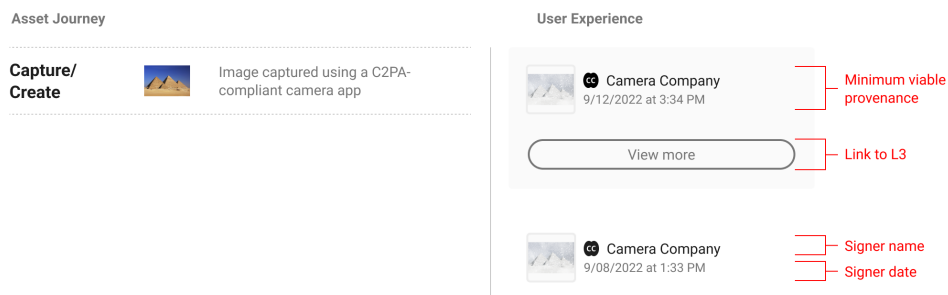 Asset Journey
User Experience
Capture/
Create
Image captured using a C2PA-
compliant camera app
CC Camera Company
9/12/2022 at 3:34 PM
Minimum viable
provenance
View more
Link to L3
CC Camera Company
9/08/2022 at 1:33 PM
Signer name
Signer date